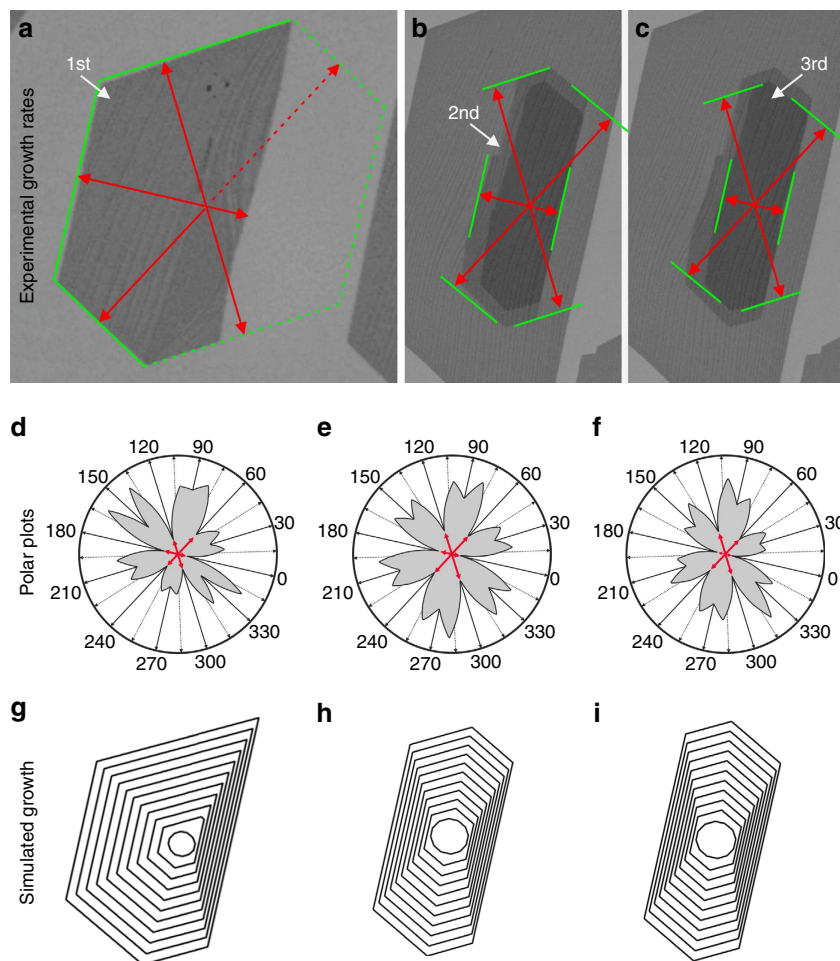 a
b
c
1st
2nd
3rd
Experimental growth rates
d
e
f
120 90 60 30 0 330 300 270 240 210 180 150
120 90 60 30 0 330 300 270 240 210 180 150
120 90 60 30 0 330 300 270 240 210 180 150
Polar plots
g
h
i
Simulated growth